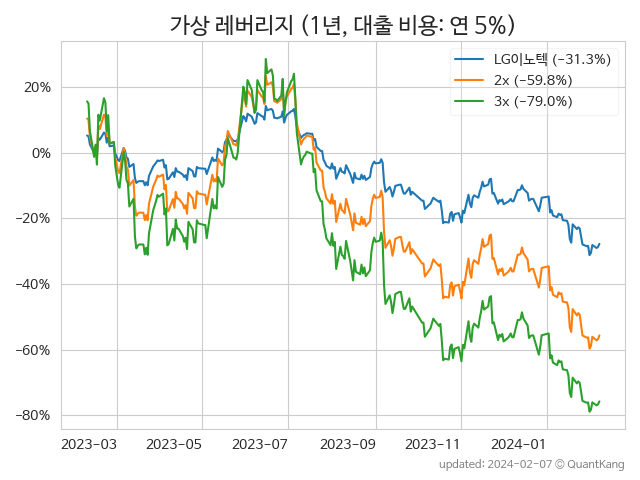 가상 레버리지 (1년, 대출 비용: 연 5%)
LG이노텍 (−31.3%)
2x (−59.8%)
3x (−79.0%)
20%
0%
−20%
−40%
−60%
−80%
2023-03 2023-05 2023-07 2023-09 2023-11 2024-01
updated: 2024-02-07 © QuantKang